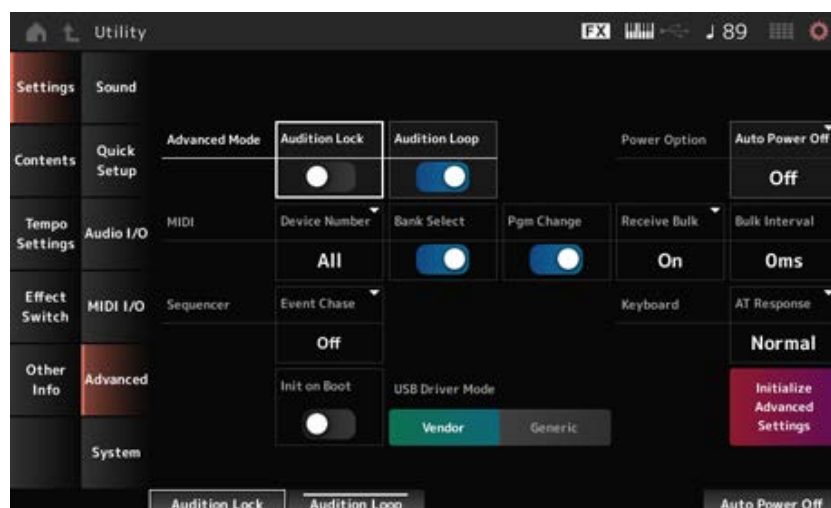 Utility
FX
89
Settings
Sound
Contents
Quick
Setup
Advanced Mode
Audition Lock
Audition Loop
Power Option
Auto Power Off
Off
Tempo
Settings
Audio I/O
MIDI
Device Number
Bank Select
Pgm Change
Receive Bulk
Bulk Interval
All
On
0ms
Effect
Switch
MIDI I/O
Sequencer
Event Chase
Keyboard
AT Response
Off
Normal
Other
Info
Advanced
Init on Boot
USB Driver Mode
Vendor
Generic
Initialize
Advanced
Settings
System
Audition Lock
Audition Loop
Auto Power Off